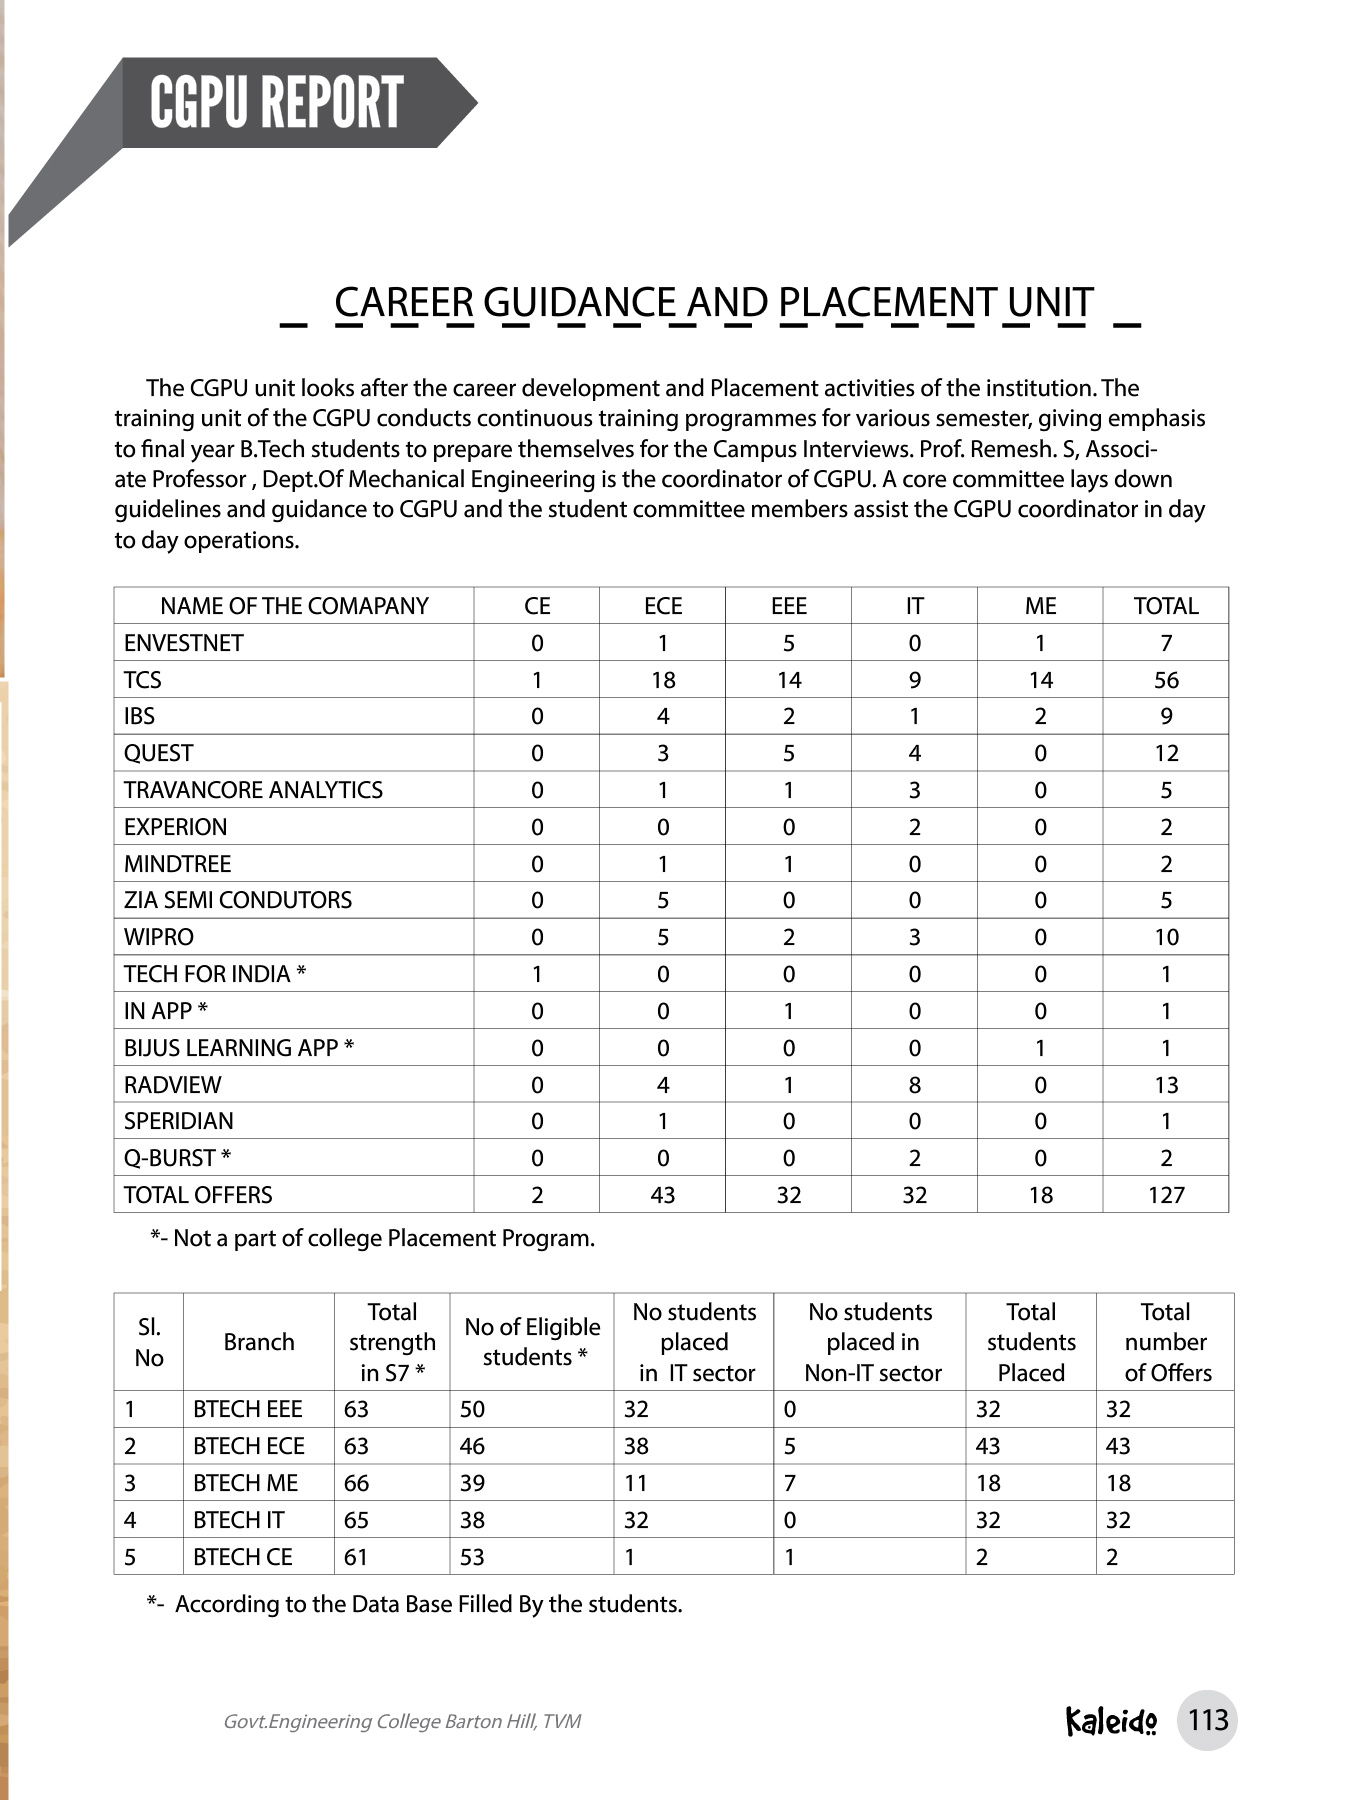 CGPU REPORT
CAREER GUIDANCE AND PLACEMENT UNIT
The CGPU unit looks after the career development and Placement activities of the institution. The
training unit of the CGPU conducts continuous training programmes for various semester, giving emphasis
to final year B.Tech students to prepare themselves for the Campus Interviews. Prof. Remesh. S, Associ-
ate Professor , Dept.Of Mechanical Engineering is the coordinator of CGPU. A core committee lays down
guidelines and guidance to CGPU and the student committee members assist the CGPU coordinator in day
to day operations.
NAME OF THE COMAPANY CE ECE EEE IT ME TOTAL
ENVESTNET 0 1 5 0 1 7
TCS 1 18 14 9 14 56
IBS 0 4 2 1 2 9
QUEST 0 3 5 4 0 12
TRAVANCORE ANALYTICS 0 1 1 3 0 5
EXPERION 0 0 0 2 0 2
MINDTREE 0 1 1 0 0 2
ZIA SEMI CONDUTORS 0 5 0 0 0 5
WIPRO 0 5 2 3 0 10
TECH FOR INDIA * 1 0 0 0 0 1
IN APP * 0 0 1 0 0 1
BIJUS LEARNING APP * 0 0 0 0 1 1
RADVIEW 0 4 1 8 0 13
SPERIDIAN 0 1 0 0 0 1
Q-BURST * 0 0 0 2 0 2
TOTAL OFFERS 2 43 32 32 18 127
*- Not a part of college Placement Program.
Sl.
No
Branch
Total
strength
in S7 *
No of Eligible
students *
No students
placed
in IT sector
No students
placed in
Non-IT sector
Total
students
Placed
Total
number
of Offers
1 BTECH EEE 63 50 32 0 32 32
2 BTECH ECE 63 46 38 5 43 43
3 BTECH ME 66 39 11 7 18 18
4 BTECH IT 65 38 32 0 32 32
5 BTECH CE 61 53 1 1 2 2
*- According to the Data Base Filled By the students.
Govt.Engineering College Barton Hill, TVM
Kaleido 113